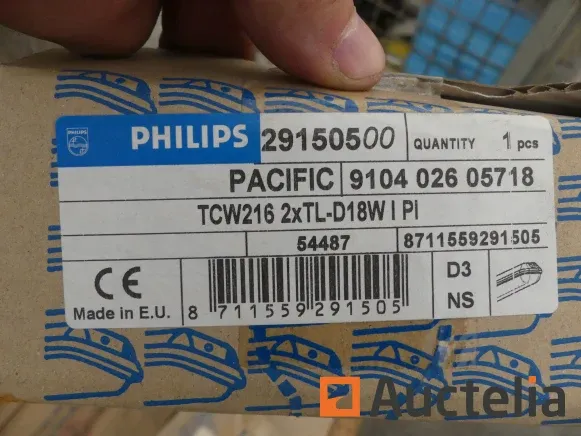 PHILIPS 29150500 QUANTITY 1 pcs
PACIFIC 9104 026 05718
TCW216 2xTL-D18W I PI
54487 8711559291505
CE D3
Made in E.U. 8 711559 291505 NS
Auctelia